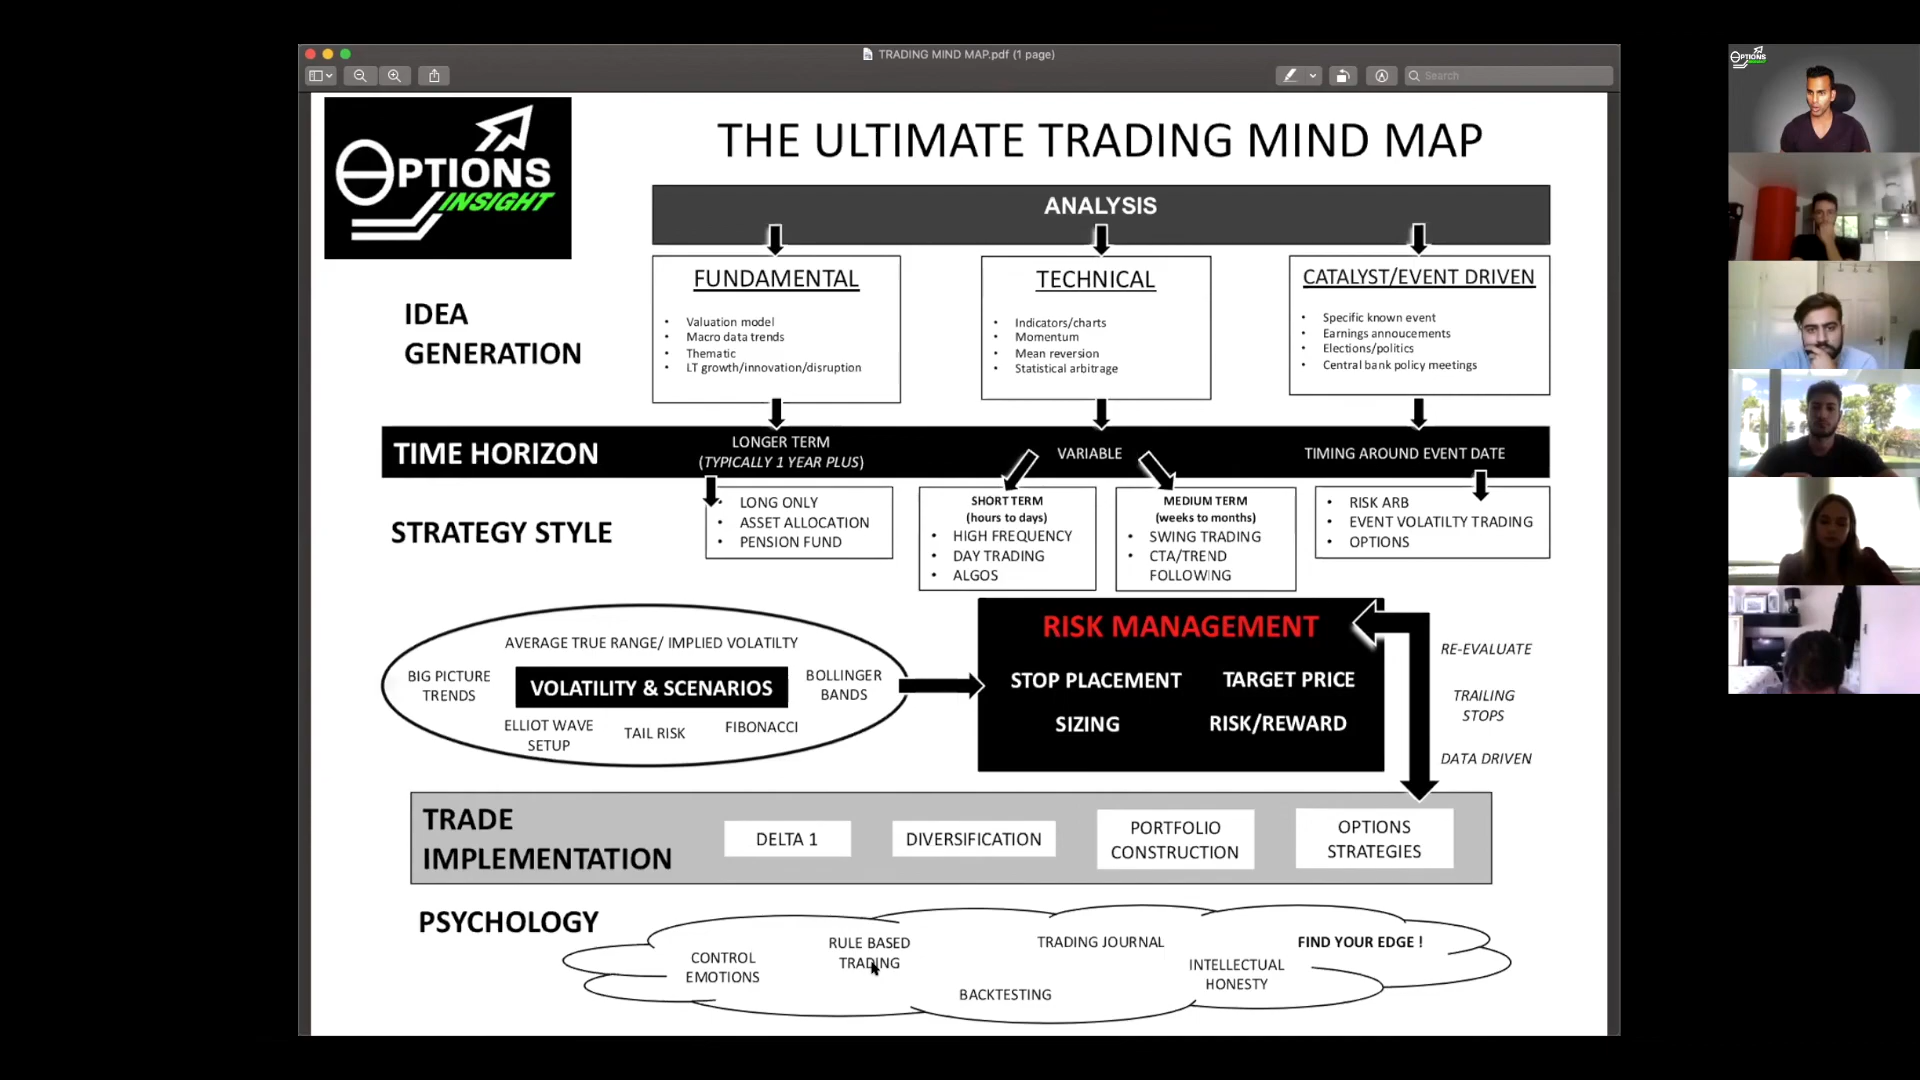 TRADING MIND MAP.pdf (1 page)
Search
OPTIONS
INSIGHT
OPTIONS
INSIGHT
THE ULTIMATE TRADING MIND MAP
ANALYSIS
IDEA
GENERATION
FUNDAMENTAL
• Valuation model
• Macro data trends
• Thematic
• LT growth/innovation/disruption
TECHNICAL
• Indicators/charts
• Momentum
• Mean reversion
• Statistical arbitrage
CATALYST/EVENT DRIVEN
• Specific known event
• Earnings annoucements
• Elections/politics
• Central bank policy meetings
TIME HORIZON
LONGER TERM
(TYPICALLY 1 YEAR PLUS)
VARIABLE
TIMING AROUND EVENT DATE
STRATEGY STYLE
• LONG ONLY
• ASSET ALLOCATION
• PENSION FUND
SHORT TERM
(hours to days)
• HIGH FREQUENCY
• DAY TRADING
• ALGOS
MEDIUM TERM
(weeks to months)
• SWING TRADING
• CTA/TREND
FOLLOWING
• RISK ARB
• EVENT VOLATILTY TRADING
• OPTIONS
AVERAGE TRUE RANGE/ IMPLIED VOLATILTY
BIG PICTURE
TRENDS
VOLATILITY & SCENARIOS
BOLLINGER
BANDS
ELLIOT WAVE
SETUP
TAIL RISK
FIBONACCI
RISK MANAGEMENT
STOP PLACEMENT
TARGET PRICE
SIZING
RISK/REWARD
RE-EVALUATE
TRAILING
STOPS
DATA DRIVEN
TRADE
IMPLEMENTATION
DELTA 1
DIVERSIFICATION
PORTFOLIO
CONSTRUCTION
OPTIONS
STRATEGIES
PSYCHOLOGY
CONTROL
EMOTIONS
RULE BASED
TRADING
TRADING JOURNAL
BACKTESTING
INTELLECTUAL
HONESTY
FIND YOUR EDGE !